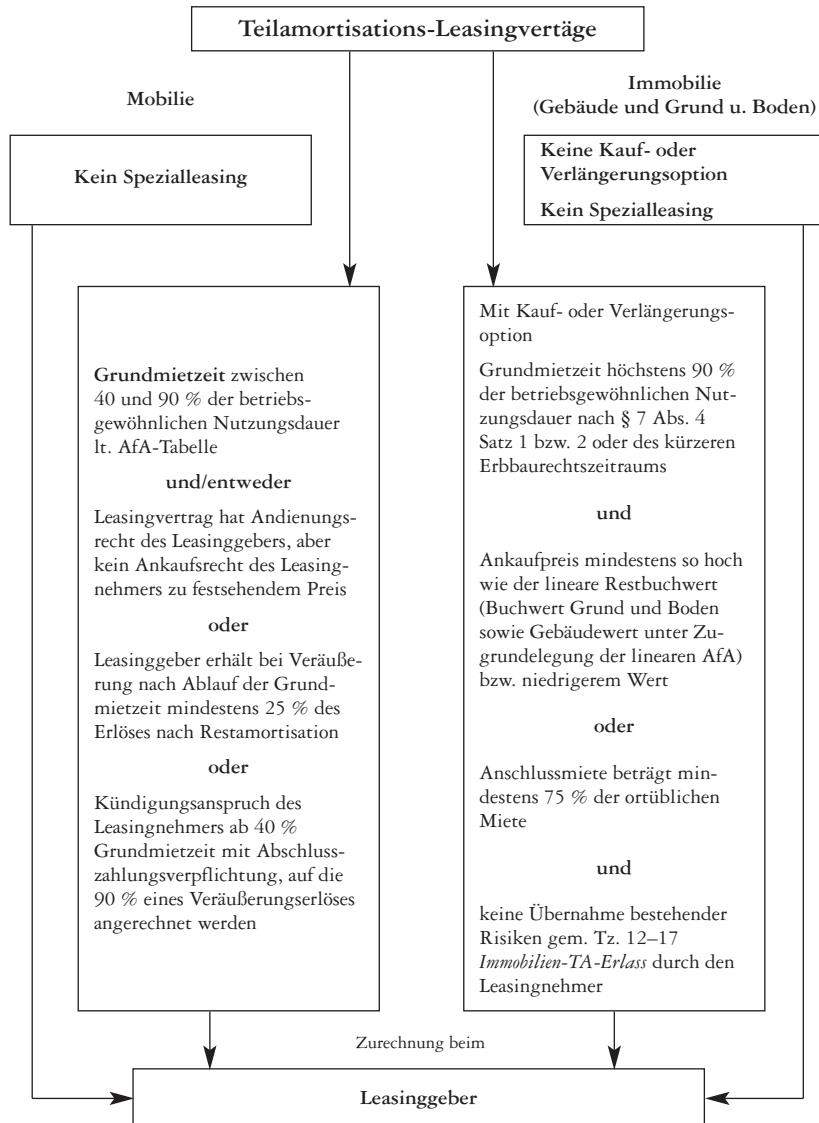 Teilamortisations-Leasingvertäge
Mobilie
Immobilie
(Gebäude und Grund u. Boden)
Kein Spezialleasing
Keine Kauf- oder
Verlängerungsoption
Kein Spezialleasing
Grundmietzeit zwischen
40 und 90 % der betriebs-
gewöhnlichen Nutzungsdauer
lt. AfA-Tabelle
und/entweder
Leasingvertrag hat Andienungs-
recht des Leasinggebers, aber
kein Ankaufsrecht des Leasing-
nehmers zu festsehendem Preis
oder
Leasinggeber erhält bei Veräuße-
rung nach Ablauf der Grund-
mietzeit mindestens 25 % des
Erlöses nach Restamortisation
oder
Kündigungsanspruch des
Leasingnehmers ab 40 %
Grundmietzeit mit Abschluss-
zahlungsverpflichtung, auf die
90 % eines Veräußerungserlöses
angerechnet werden
Mit Kauf- oder Verlängerungs-
option
Grundmietzeit höchstens 90 %
der betriebsgewöhnlichen Nut-
zungsdauer nach § 7 Abs. 4
Satz 1 bzw. 2 oder des kürzeren
Erbbaurechtszeitraums
und
Ankaufpreis mindestens so hoch
wie der lineare Restbuchwert
(Buchwert Grund und Boden
sowie Gebäudewert unter Zu-
grundelegung der linearen AfA)
bzw. niedrigerem Wert
oder
Anschlussmiete beträgt min-
destens 75 % der ortüblichen
Miete
und
keine Übernahme bestehender
Risiken gem. Tz. 12–17
Immobilien-TA-Erlass durch den
Leasingnehmer
Zurechnung beim
Leasinggeber